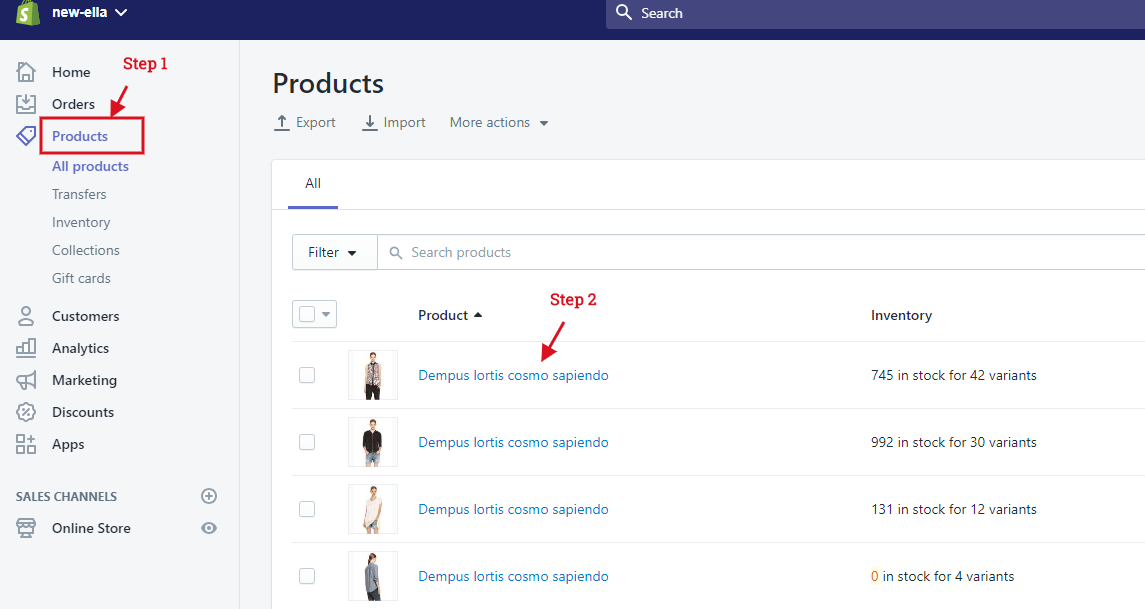 new-ella
Search
Step 1
Home
Orders
Products
All products
Transfers
Inventory
Collections
Gift cards
Customers
Analytics
Marketing
Discounts
Apps
SALES CHANNELS
Online Store
Products
Export Import More actions
All
Filter Search products
Step 2
Product Inventory
Dempus lortis cosmo sapiendo 745 in stock for 42 variants
Dempus lortis cosmo sapiendo 992 in stock for 30 variants
Dempus lortis cosmo sapiendo 131 in stock for 12 variants
Dempus lortis cosmo sapiendo 0 in stock for 4 variants